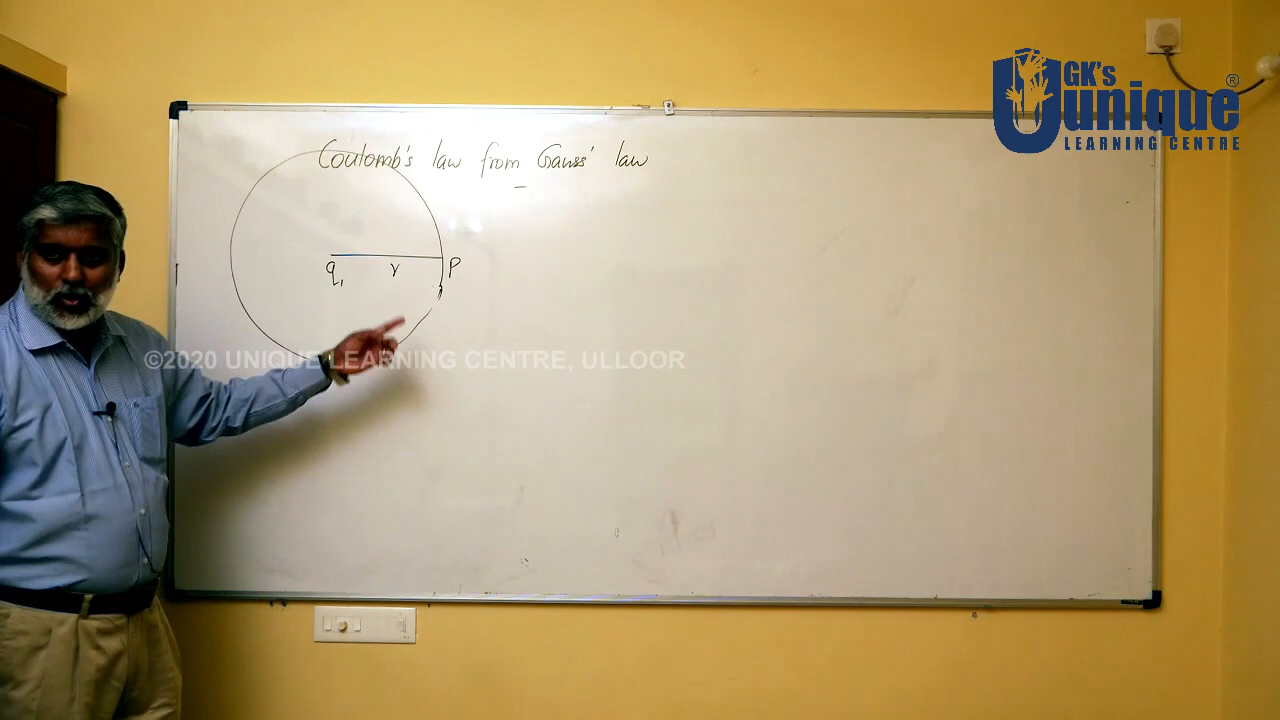 GK's
unique®
LEARNING CENTRE
Coulomb's law from Gauss' law
q₁ r P
©2020 UNIQUE LEARNING CENTRE, ULLOOR